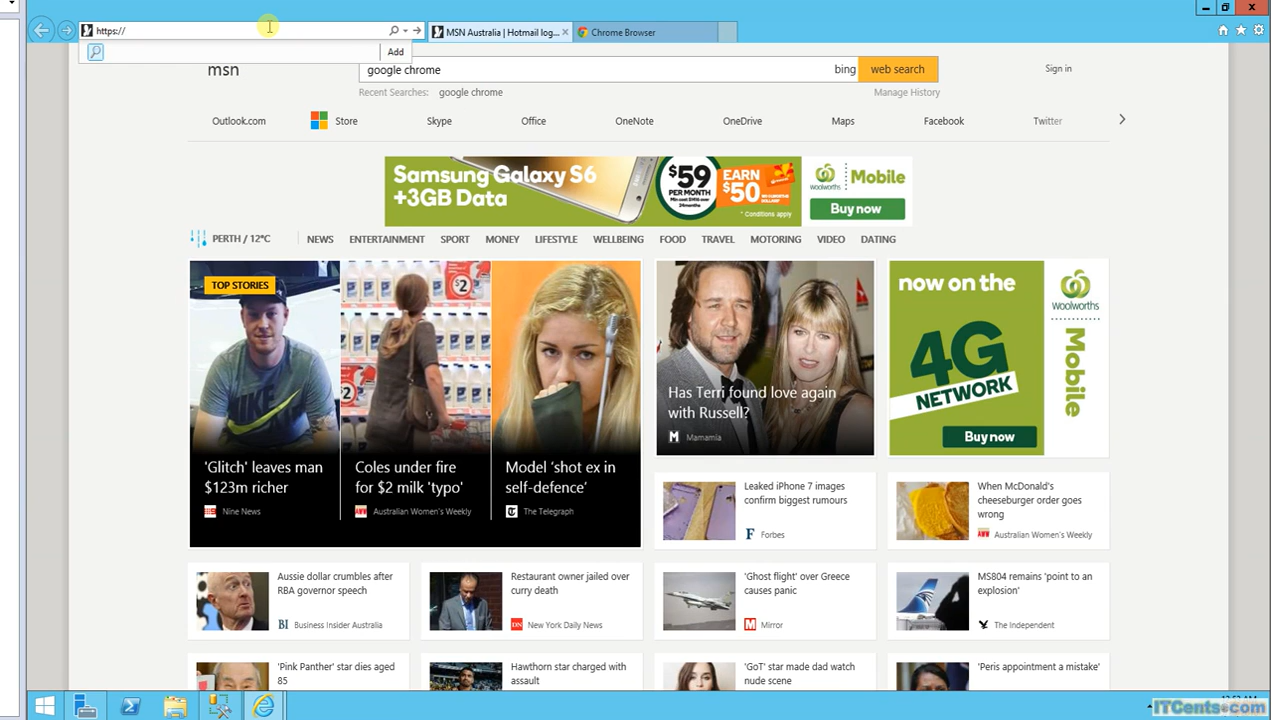 https://
MSN Australia | Hotmail log...
Chrome Browser
Add
msn
google chrome
bing
web search
Sign in
Recent Searches:
google chrome
Manage History
Outlook.com
Store
Skype
Office
OneNote
OneDrive
Maps
Facebook
Twitter
Samsung Galaxy S6
+3GB Data
$59
PER MONTH
EARN
$50
* Conditions apply
woolworths
Mobile
Buy now
PERTH / 12°C
NEWS
ENTERTAINMENT
SPORT
MONEY
LIFESTYLE
WELLBEING
FOOD
TRAVEL
MOTORING
VIDEO
DATING
TOP STORIES
$2
$2
'Glitch' leaves man
$123m richer
Nine News
Coles under fire
for $2 milk 'typo'
Australian Women's Weekly
Model ‘shot ex in
self-defence’
The Telegraph
Has Terri found love again
with Russell?
Mamamia
now on the
4G
NETWORK
woolworths
Mobile
Buy now
Leaked iPhone 7 images
confirm biggest rumours
Forbes
When McDonald's
cheeseburger order goes
wrong
Australian Women's Weekly
Aussie dollar crumbles after
RBA governor speech
BI Business Insider Australia
Restaurant owner jailed over
curry death
DN New York Daily News
'Ghost flight' over Greece
causes panic
Mirror
MS804 remains 'point to an
explosion'
The Independent
'Pink Panther' star dies aged
85
Hawthorn star charged with
assault
'GoT' star made dad watch
nude scene
'Peris appointment a mistake'
ITCents.com